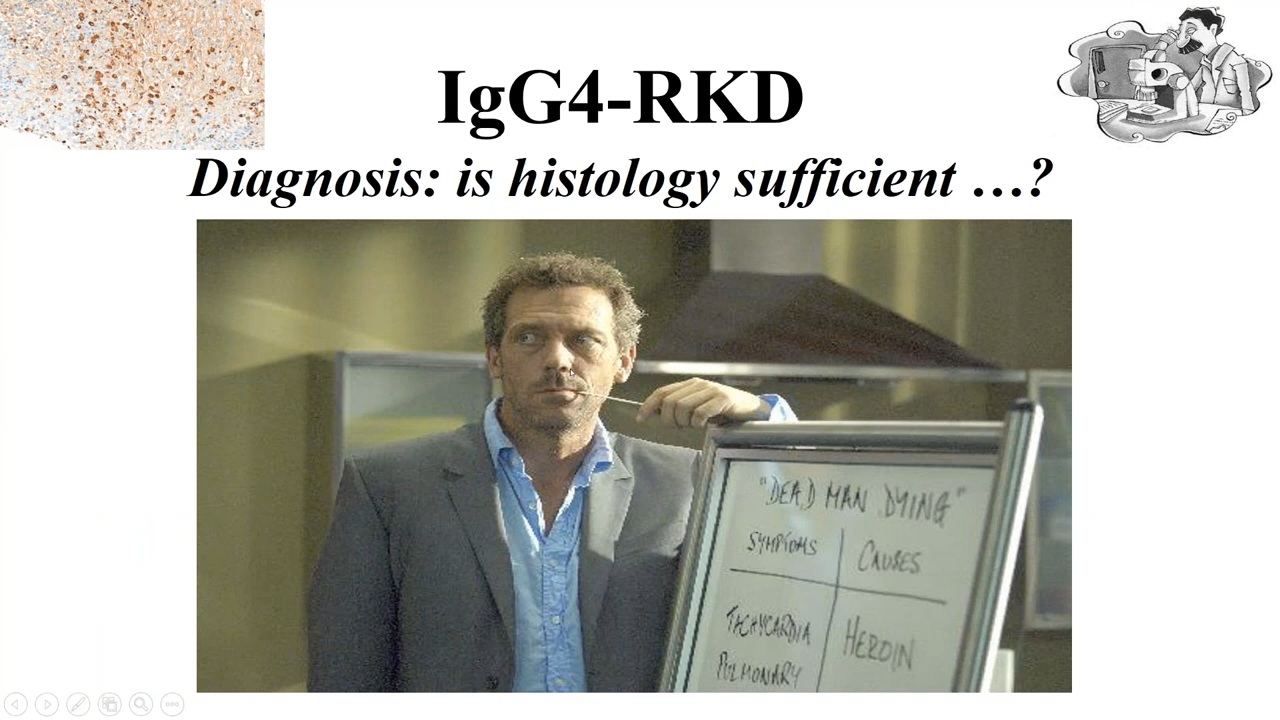 IgG4-RKD
Diagnosis: is histology sufficient …?
"DEAD MAN DYING"
SYMPTOMS CAUSES
TACHYCARDIA HEROIN
PULMONARY